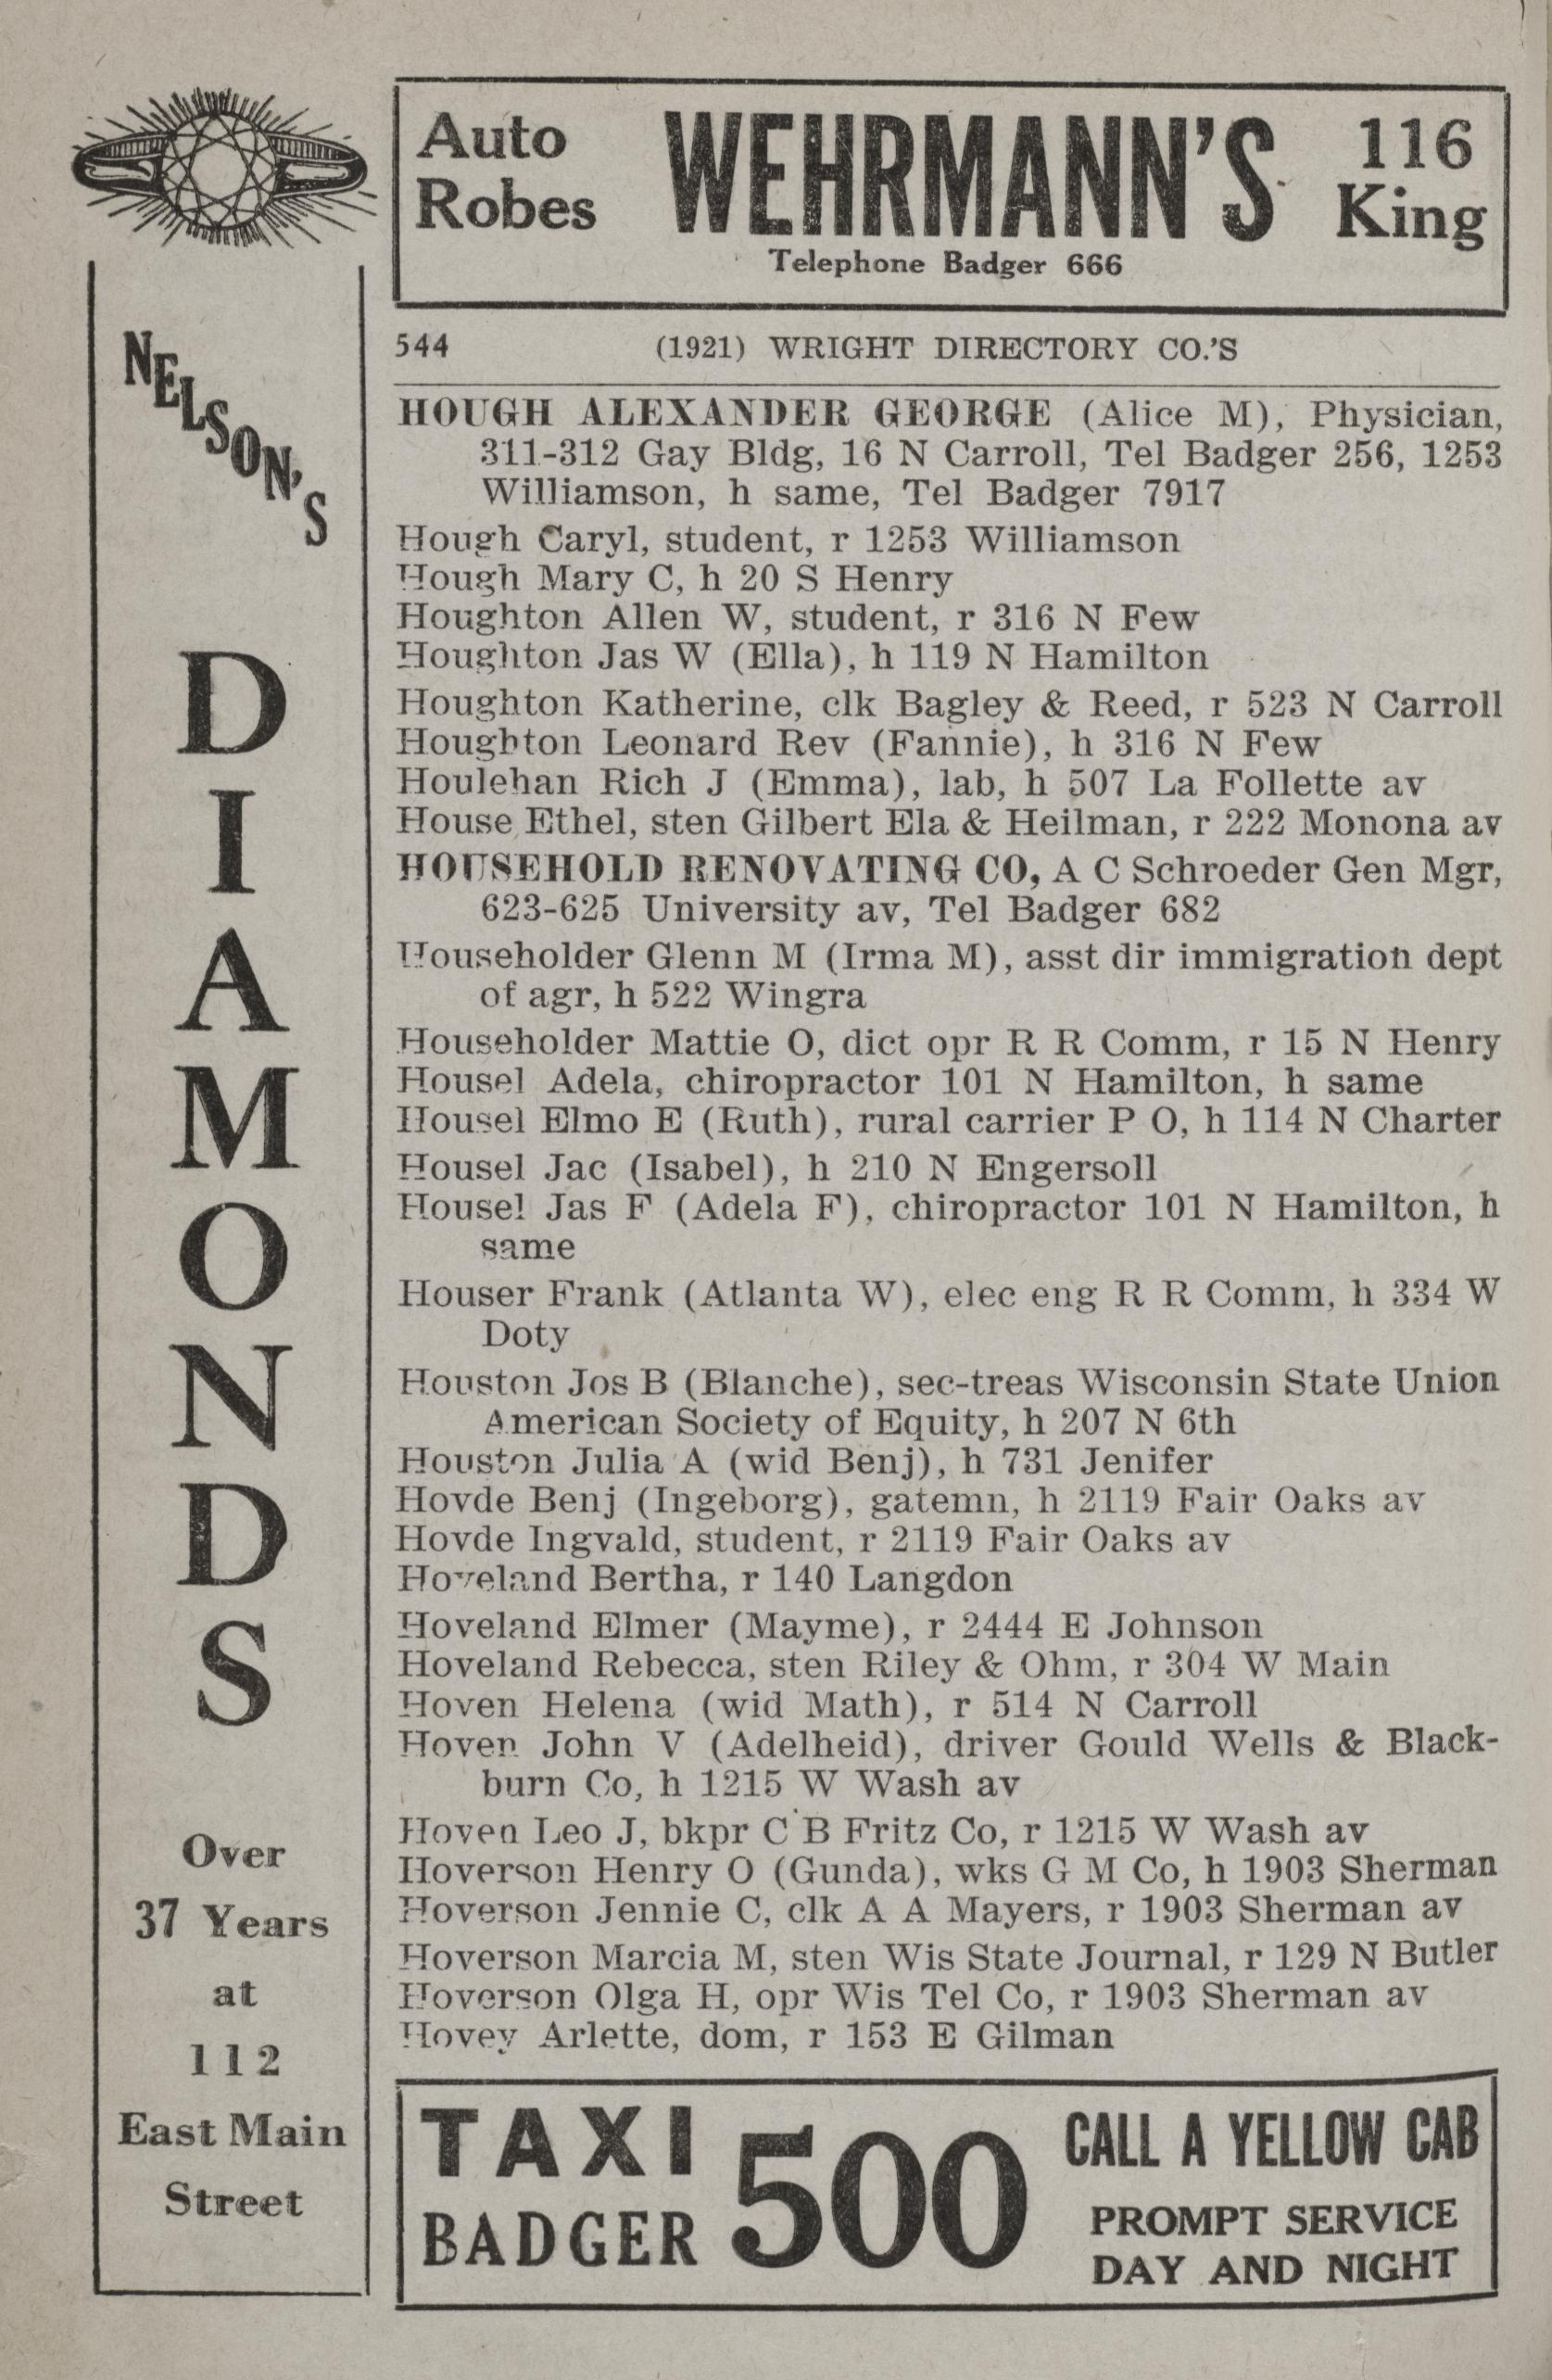 Auto
Robes
WEHRMANN'S
116
King
Telephone Badger 666
NELSON'S
DIAMONDS
Over
37 Years
at
112
East Main
Street
544 (1921) WRIGHT DIRECTORY CO.'S
HOUGH ALEXANDER GEORGE (Alice M), Physician,
311-312 Gay Bldg, 16 N Carroll, Tel Badger 256, 1253
Williamson, h same, Tel Badger 7917
Hough Caryl, student, r 1253 Williamson
Hough Mary C, h 20 S Henry
Houghton Allen W, student, r 316 N Few
Houghton Jas W (Ella), h 119 N Hamilton
Houghton Katherine, clk Bagley & Reed, r 523 N Carroll
Houghton Leonard Rev (Fannie), h 316 N Few
Houlehan Rich J (Emma), lab, h 507 La Follette av
House Ethel, sten Gilbert Ela & Heilman, r 222 Monona av
HOUSEHOLD RENOVATING CO, A C Schroeder Gen Mgr,
623-625 University av, Tel Badger 682
Householder Glenn M (Irma M), asst dir immigration dept
of agr, h 522 Wingra
Householder Mattie O, dict opr R R Comm, r 15 N Henry
Housel Adela, chiropractor 101 N Hamilton, h same
Housel Elmo E (Ruth), rural carrier P O, h 114 N Charter
Housel Jac (Isabel), h 210 N Engersoll
Housel Jas F (Adela F), chiropractor 101 N Hamilton, h
same
Houser Frank (Atlanta W), elec eng R R Comm, h 334 W
Doty
Houston Jos B (Blanche), sec-treas Wisconsin State Union
American Society of Equity, h 207 N 6th
Houston Julia A (wid Benj), h 731 Jenifer
Hovde Benj (Ingeborg), gatemn, h 2119 Fair Oaks av
Hovde Ingvald, student, r 2119 Fair Oaks av
Hoveland Bertha, r 140 Langdon
Hoveland Elmer (Mayme), r 2444 E Johnson
Hoveland Rebecca, sten Riley & Ohm, r 304 W Main
Hoven Helena (wid Math), r 514 N Carroll
Hoven John V (Adelheid), driver Gould Wells & Black-
burn Co, h 1215 W Wash av
Hoven Leo J, bkpr C B Fritz Co, r 1215 W Wash av
Hoverson Henry O (Gunda), wks G M Co, h 1903 Sherman
Hoverson Jennie C, clk A A Mayers, r 1903 Sherman av
Hoverson Marcia M, sten Wis State Journal, r 129 N Butler
Hoverson Olga H, opr Wis Tel Co, r 1903 Sherman av
Hovey Arlette, dom, r 153 E Gilman
TAXI
BADGER
500
CALL A YELLOW CAB
PROMPT SERVICE
DAY AND NIGHT